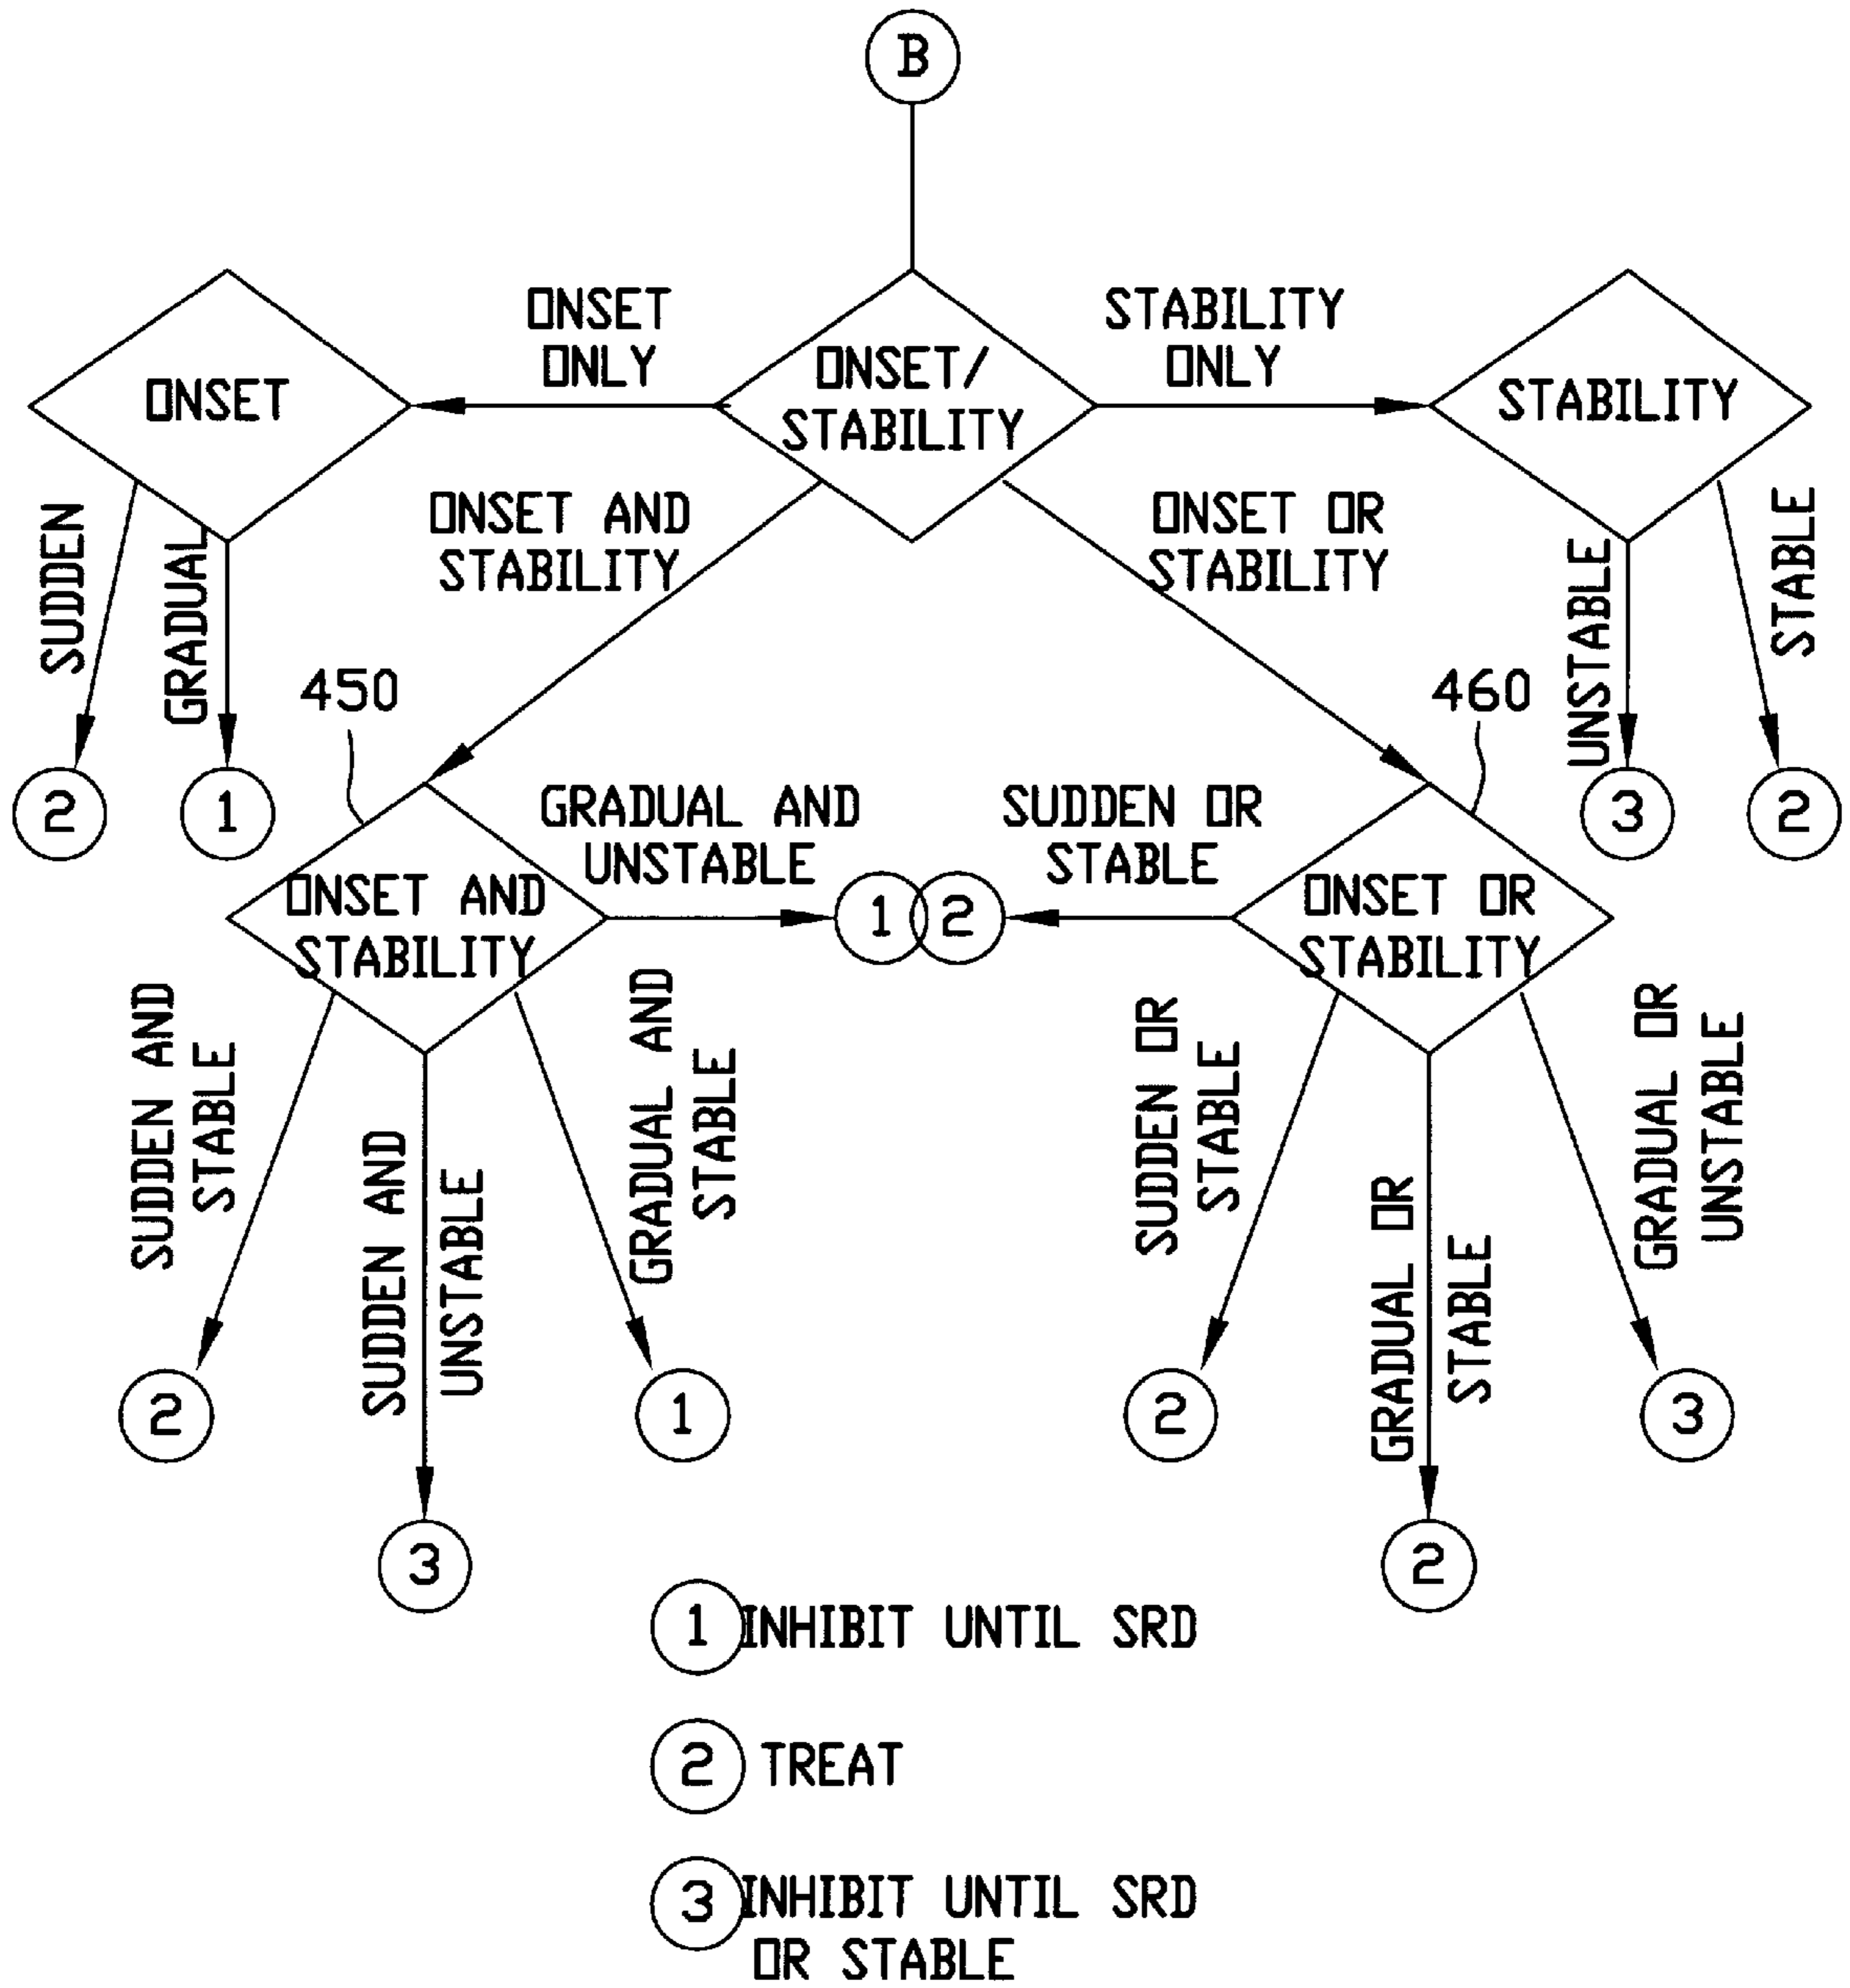 B
ONSET
ONLY
STABILITY
ONLY
ONSET
ONSET/
STABILITY
STABILITY
SUDDEN
GRADUAL
ONSET AND
STABILITY
ONSET OR
STABILITY
UNSTABLE
STABLE
450
460
2
1
3
2
GRADUAL AND
UNSTABLE
SUDDEN OR
STABLE
ONSET AND
STABILITY
1
2
ONSET OR
STABILITY
SUDDEN AND
STABLE
SUDDEN AND
UNSTABLE
GRADUAL AND
STABLE
SUDDEN OR
STABLE
GRADUAL OR
STABLE
GRADUAL OR
UNSTABLE
2
1
2
3
3
2
1 INHIBIT UNTIL SRD
2 TREAT
3 INHIBIT UNTIL SRD
OR STABLE